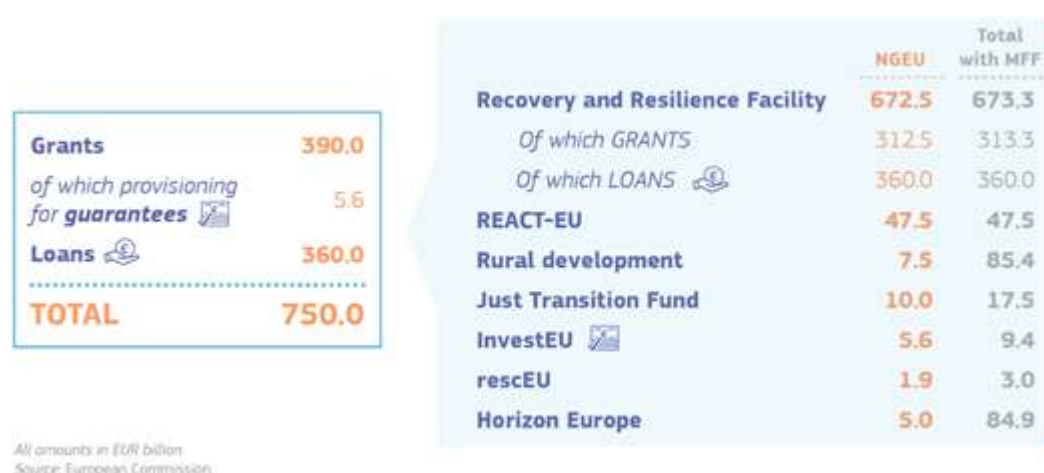 Grants 390.0
of which provisioning
for guarantees 5.6
Loans 360.0
TOTAL 750.0
All amounts in EUR billion
Source: European Commission
NGEU Total
with MFF
Recovery and Resilience Facility 672.5 673.3
Of which GRANTS 312.5 313.3
Of which LOANS 360.0 360.0
REACT-EU 47.5 47.5
Rural development 7.5 85.4
Just Transition Fund 10.0 17.5
InvestEU 5.6 9.4
rescEU 1.9 3.0
Horizon Europe 5.0 84.9